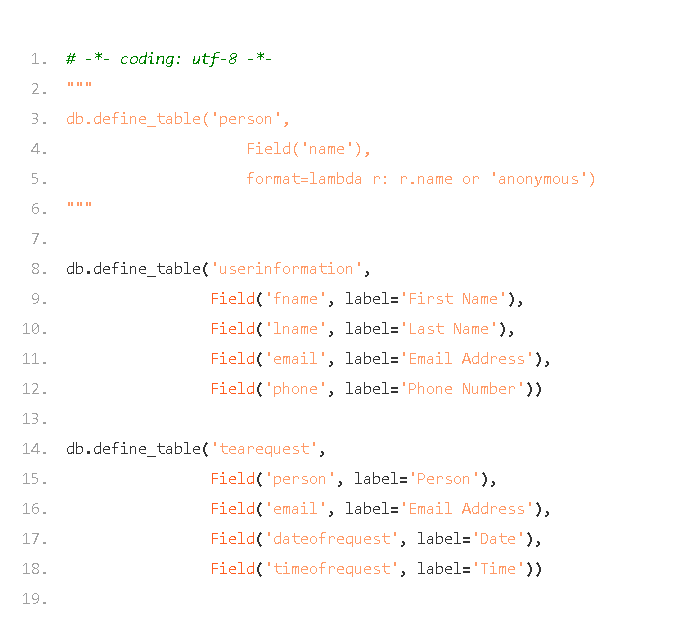 1. # -*- coding: utf-8 -*-
2. """
3. db.define_table('person',
4.                     Field('name'),
5.                     format=lambda r: r.name or 'anonymous')
6. """
7.
8. db.define_table('userinformation',
9.                 Field('fname', label='First Name'),
10.                 Field('lname', label='Last Name'),
11.                 Field('email', label='Email Address'),
12.                 Field('phone', label='Phone Number'))
13.
14. db.define_table('tearequest',
15.                 Field('person', label='Person'),
16.                 Field('email', label='Email Address'),
17.                 Field('dateofrequest', label='Date'),
18.                 Field('timeofrequest', label='Time'))
19.